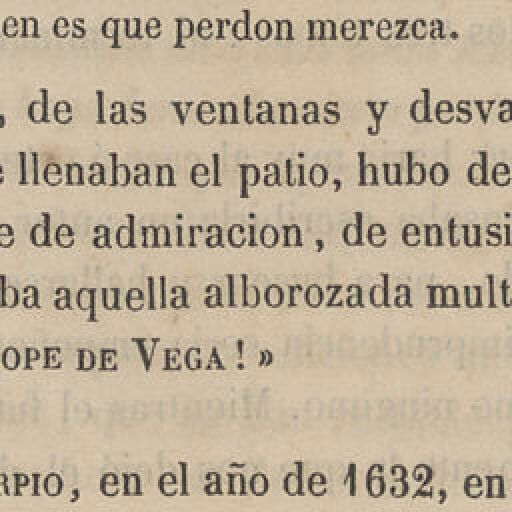 en es que perdon merezca.
, de las ventanas y desva
e llenaban el patio, hubo de
e de admiracion, de entusi
ba aquella alborozada mult
OPE DE VEGA! »
RPIO, en el año de 1632, en